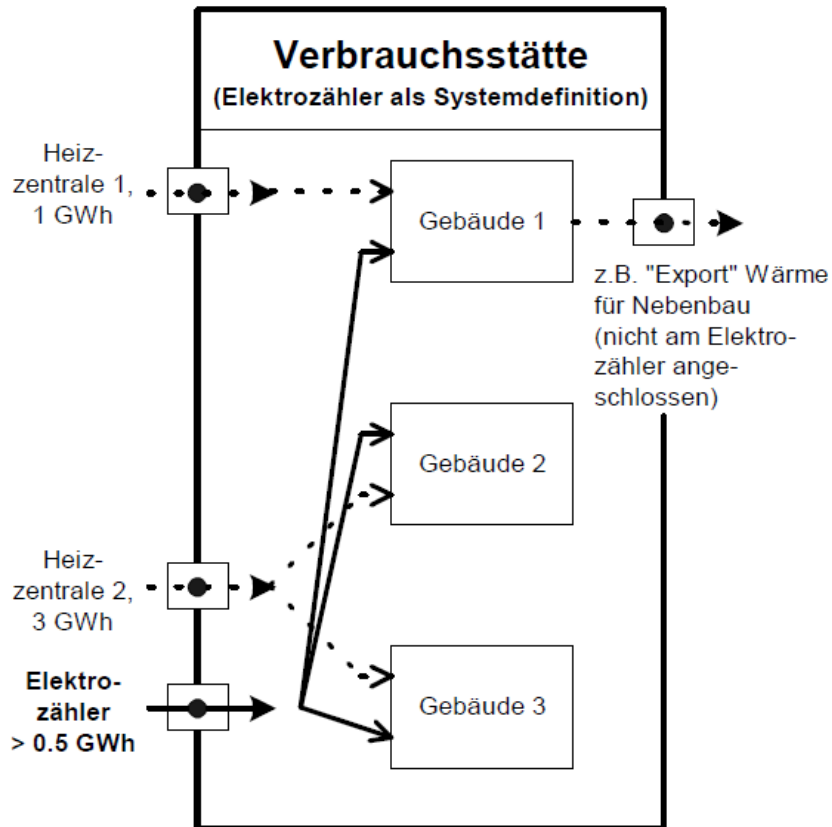 Verbrauchsstätte
(Elektrozähler als Systemdefinition)
Heiz-
zentrale 1,
1 GWh
Gebäude 1
z.B. "Export" Wärme
für Nebenbau
(nicht am Elektro-
zähler ange-
schlossen)
Gebäude 2
Heiz-
zentrale 2,
3 GWh
Elektro-
zähler
> 0.5 GWh
Gebäude 3